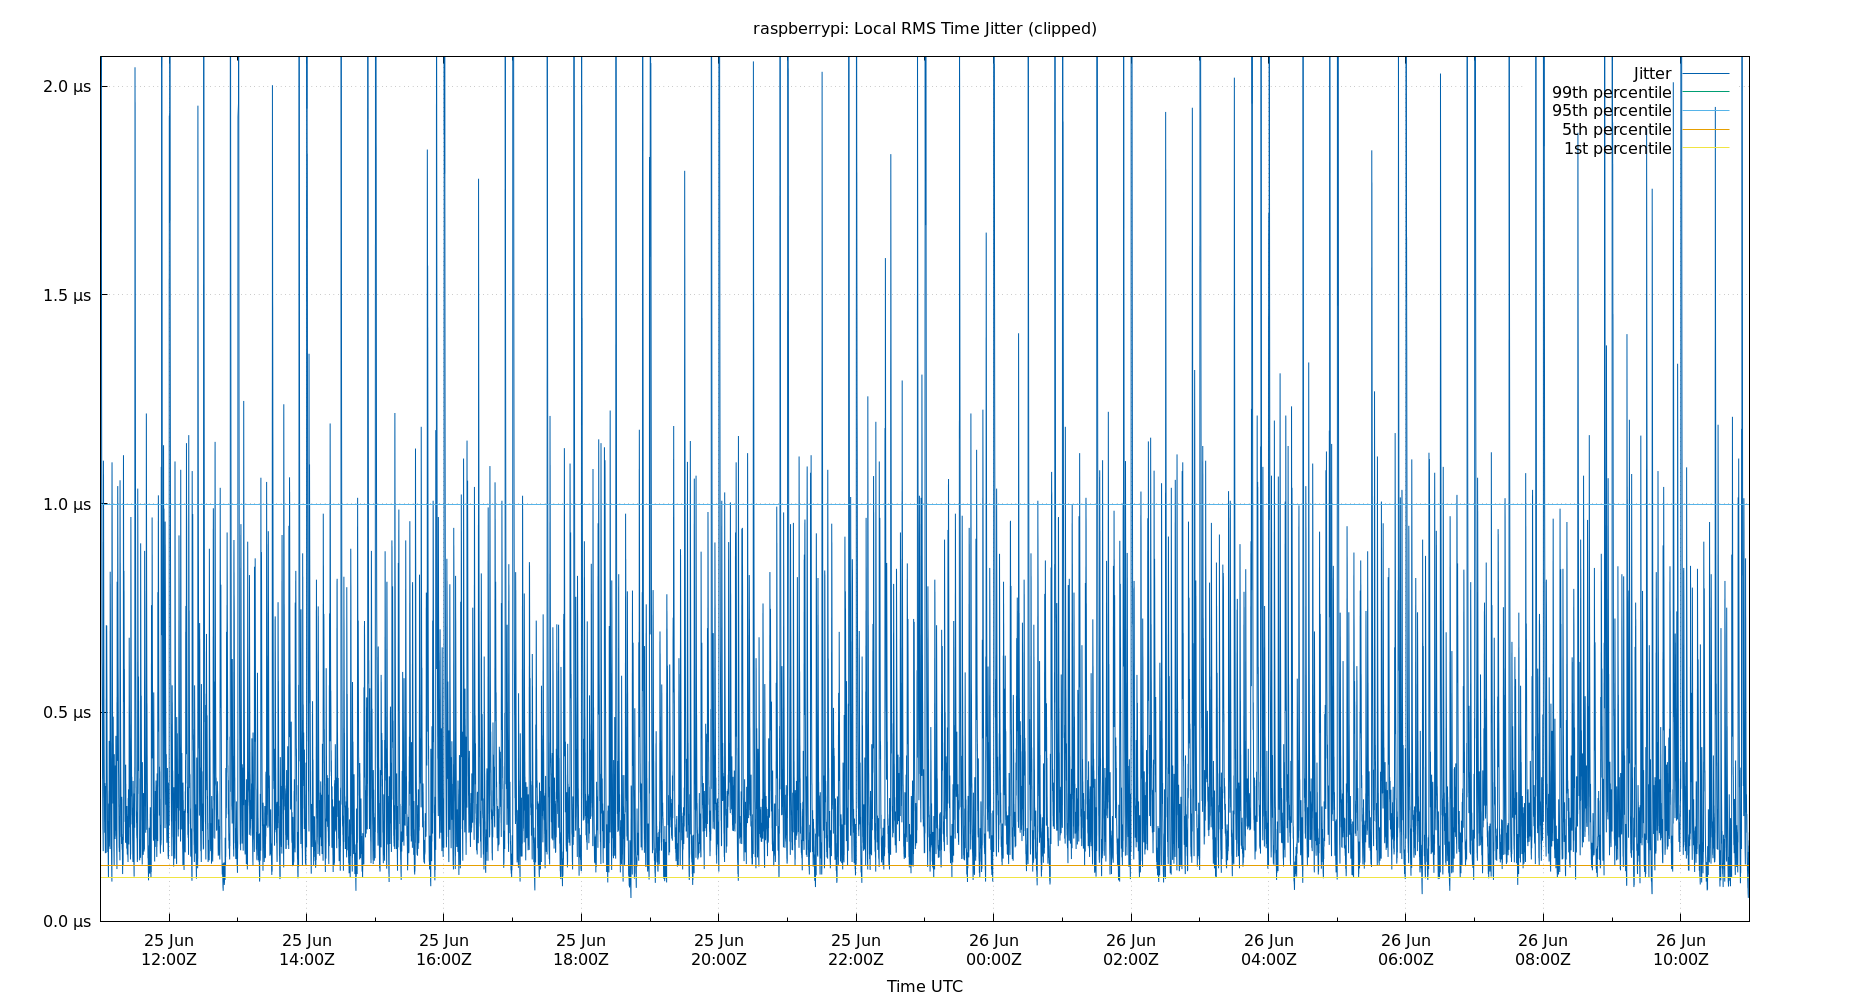 raspberrypi: Local RMS Time Jitter (clipped)
Jitter
99th percentile
95th percentile
5th percentile
1st percentile
2.0 µs
1.5 µs
1.0 µs
0.5 µs
0.0 µs
25 Jun 25 Jun 25 Jun 25 Jun 25 Jun 25 Jun 26 Jun 26 Jun 26 Jun 26 Jun 26 Jun 26 Jun
12:00Z 14:00Z 16:00Z 18:00Z 20:00Z 22:00Z 00:00Z 02:00Z 04:00Z 06:00Z 08:00Z 10:00Z
Time UTC